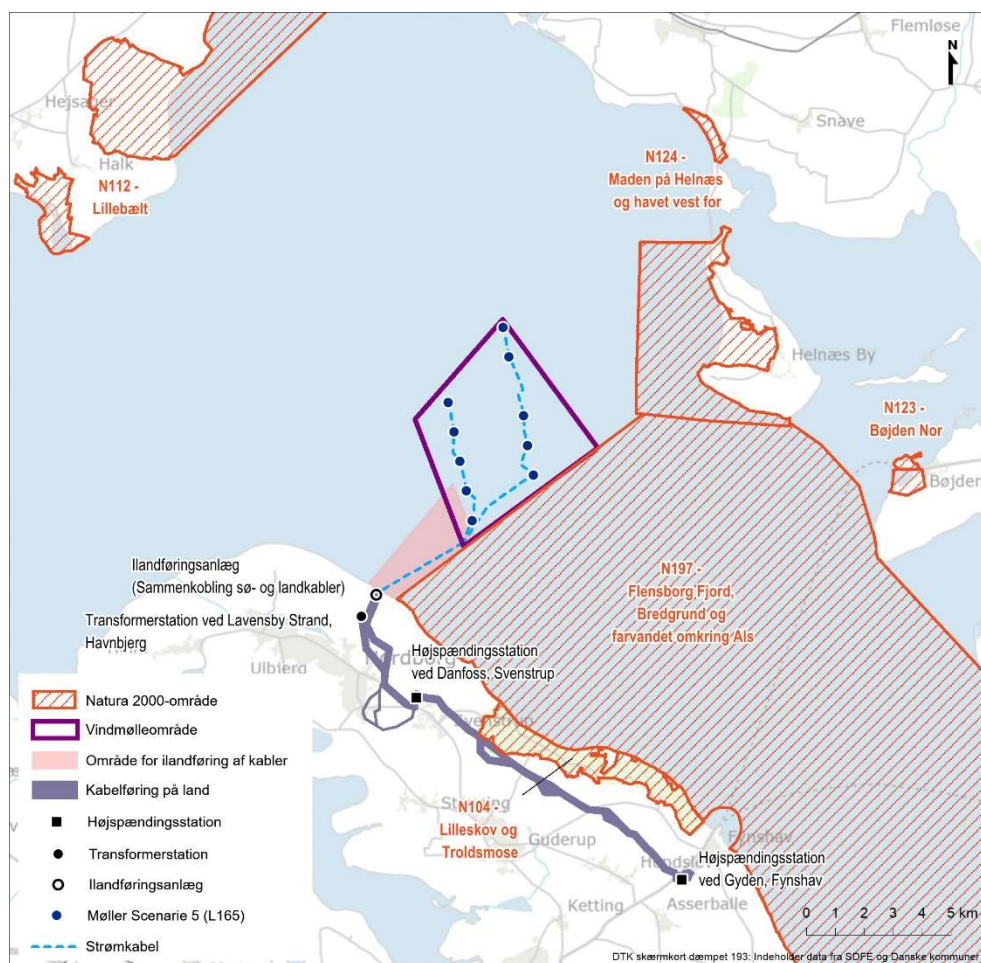 Flemløse
N
Hejsager
Snave
Halk
N112 -
Lillebælt
N124 -
Maden på Helnæs
og havet vest for
Helnæs By
N123 -
Bøjden Nor
Bøjden
Ilandføringsanlæg
(Sammenkobling sø- og landkabler)
N197 -
Flensborg Fjord,
Bredgrund og
farvandet omkring Als
Transformerstation ved Lavensby Strand,
Havnbjerg
Nordborg
Ulbjerg
Højspændingsstation
ved Danfoss, Svenstrup
Svenstrup
N104 -
Lilleskov og
Troldsmose
Guderup
Fynshav
Højspændingsstation
ved Gyden, Fynshav
Ketting
Asserballe
Natura 2000-område
Vindmølleområde
Område for ilandføring af kabler
Kabelføring på land
Højspændingsstation
Transformerstation
Ilandføringsanlæg
Møller Scenarie 5 (L165)
Strømkabel
0 1 2 3 4 5 km
DTK skærmkort dæmpet 193: Indeholder data fra SDFE og Danske kommuner